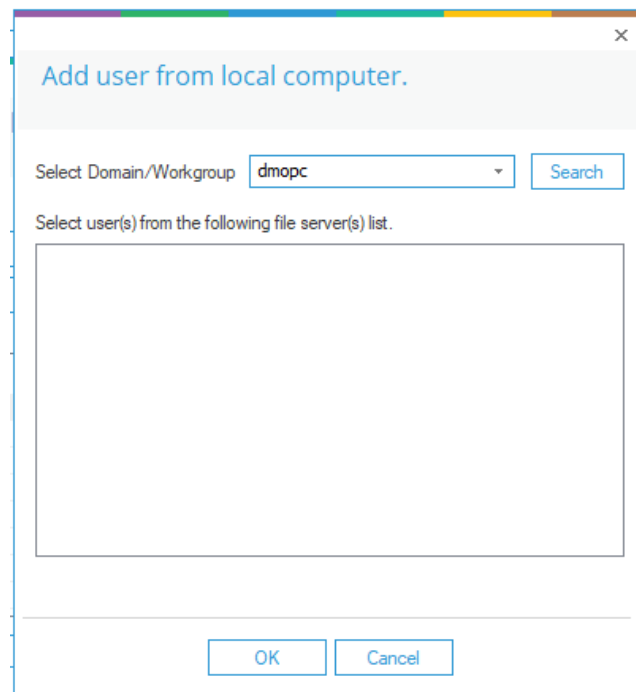 Add user from local computer.
Select Domain/Workgroup dmopc Search
Select user(s) from the following file server(s) list.
OK Cancel